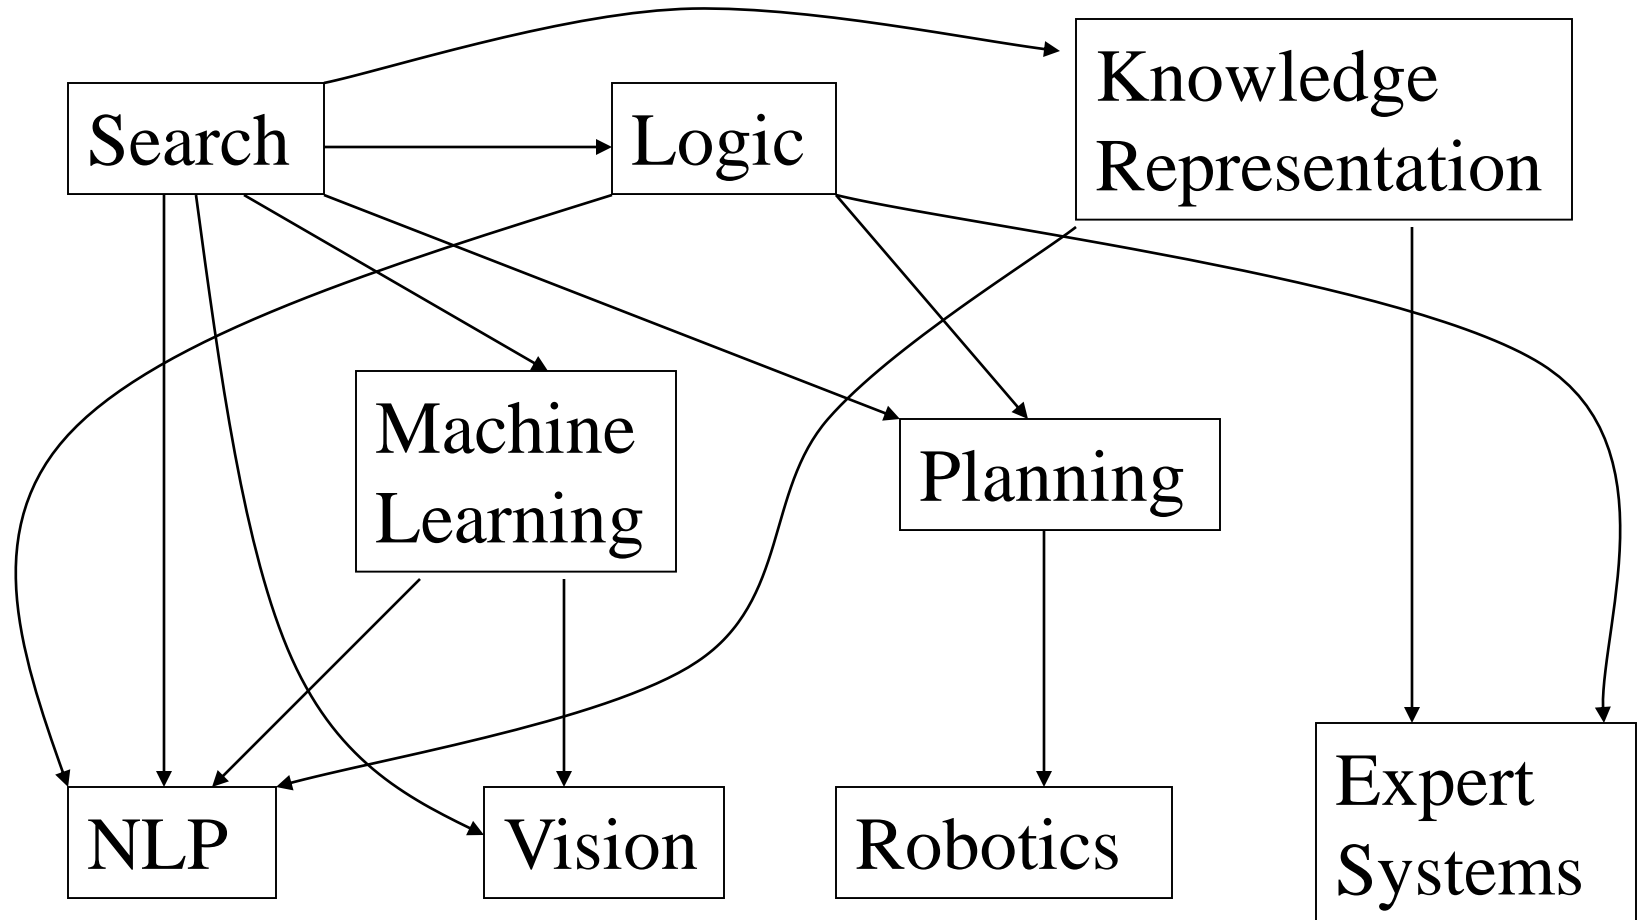 Search
Logic
Knowledge
Representation
Machine
Learning
Planning
NLP
Vision
Robotics
Expert
Systems